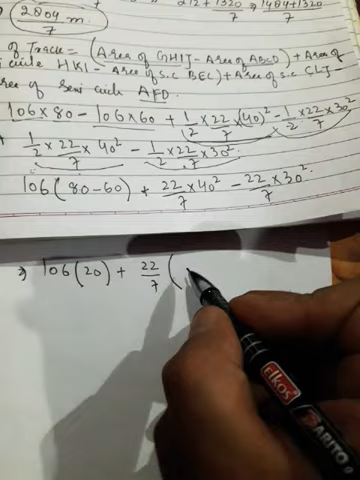 2804 m. 212 + 1320/7 ⇒ 1484+1320/7
of Track = (Area of GHIJ - Area of ABCD) + Area of
circle HKI - Area of S.C BEC) + Area of S.C GLJ -
Area of Semi circle AFD.
106 × 80 - 106 × 60 + 1/2 × 22/7 × (40)² - 1/2 × 22/7 × 30²
+ 1/2 × 22/7 × 40² - 1/2 × 22/7 × 30²
106 (80-60) + 22/7 × 40² - 22/7 × 30²
⇒ 106 (20) + 22/7 (
elkos